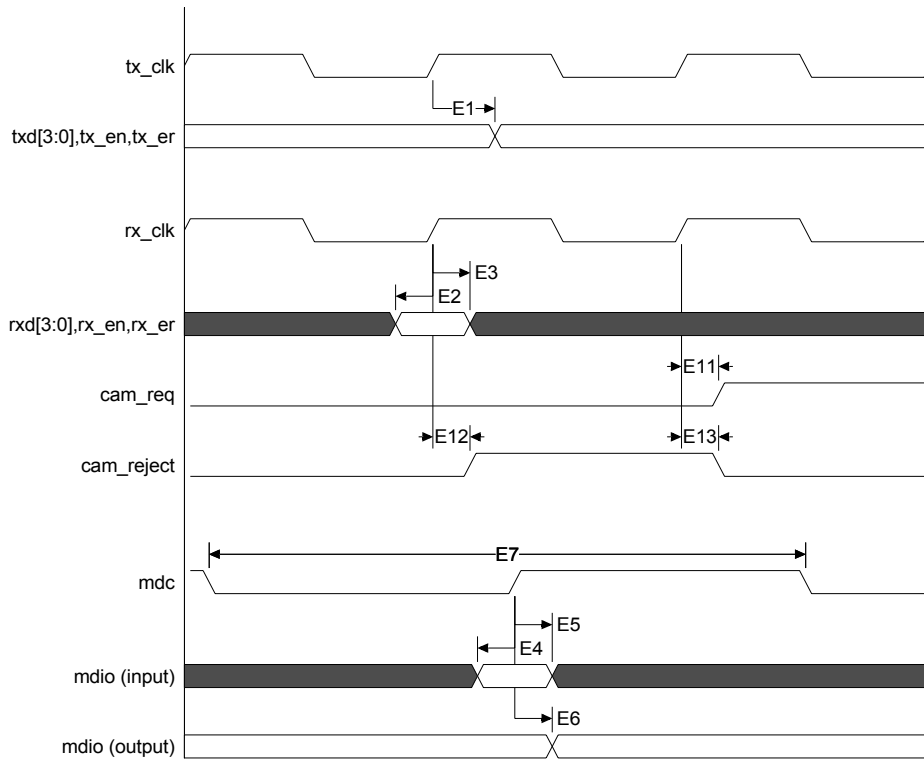 tx_clk
E1
txd[3:0],tx_en,tx_er
rx_clk
E3
E2
rxd[3:0],rx_en,rx_er
E11
cam_req
E12
E13
cam_reject
E7
mdc
E5
E4
mdio (input)
E6
mdio (output)